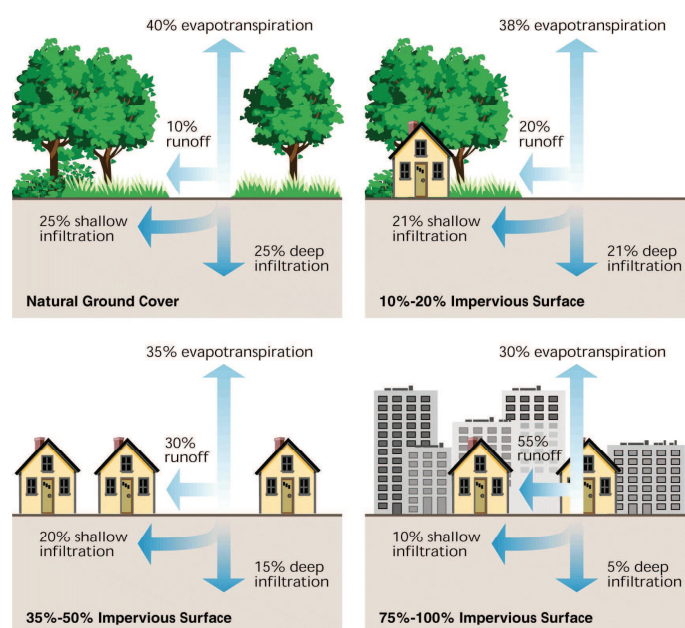 40% evapotranspiration
10%
runoff
25% shallow
infiltration
25% deep
infiltration
Natural Ground Cover
38% evapotranspiration
20%
runoff
21% shallow
infiltration
21% deep
infiltration
10%-20% Impervious Surface
35% evapotranspiration
30%
runoff
20% shallow
infiltration
15% deep
infiltration
35%-50% Impervious Surface
30% evapotranspiration
55%
runoff
10% shallow
infiltration
5% deep
infiltration
75%-100% Impervious Surface